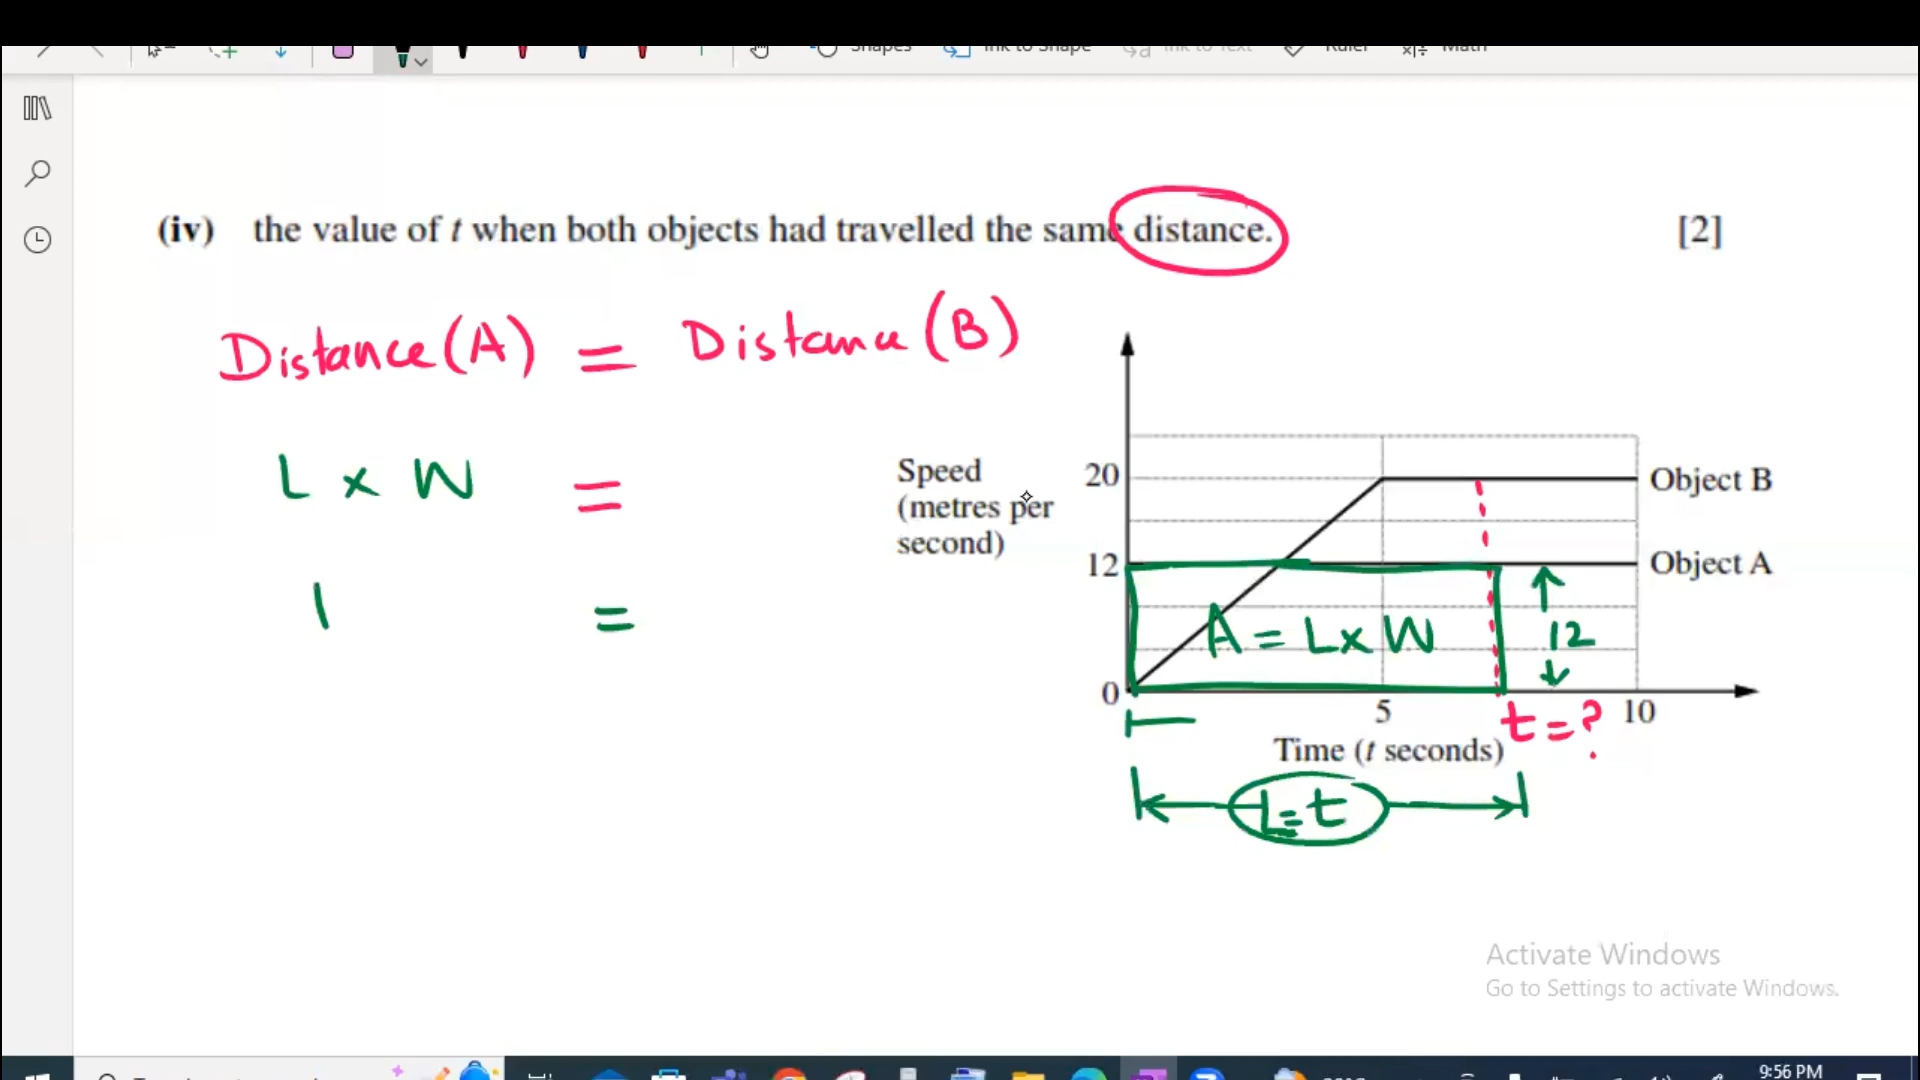 (iv) the value of t when both objects had travelled the same distance. [2]
Distance (A) = Distance (B)
L × W =
=
Speed
(metres per
second)
20
12
0
5
10
Object B
Object A
A = L × W
12
t = ?
Time (t seconds)
L = t
Activate Windows
Go to Settings to activate Windows.
9:56 PM